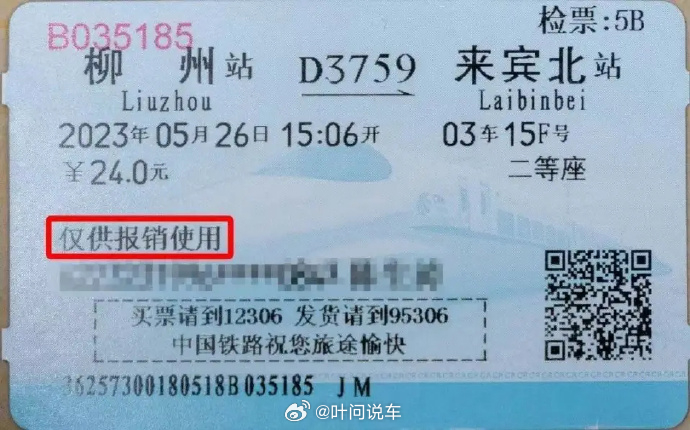 检票:5B
B035185
柳州站 D3759 来宾北站
Liuzhou Laibinbei
2023年05月26日 15:06开 03车15F号
￥24.0元 二等座
仅供报销使用
买票请到12306 发货请到95306
中国铁路祝您旅途愉快
36257300180518B035185 JM
@叶问说车